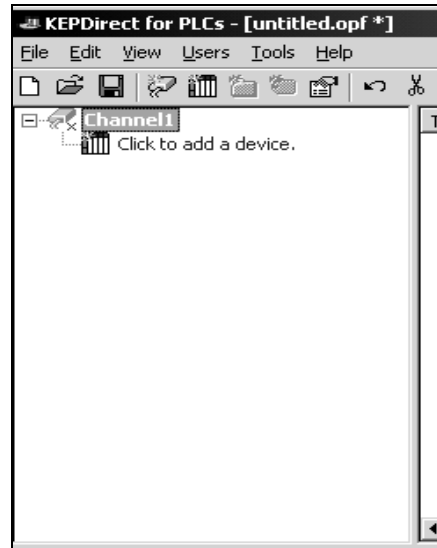 KEPDirect for PLCs - [untitled.opf *]
File Edit View Users Tools Help
Channel1
Click to add a device.